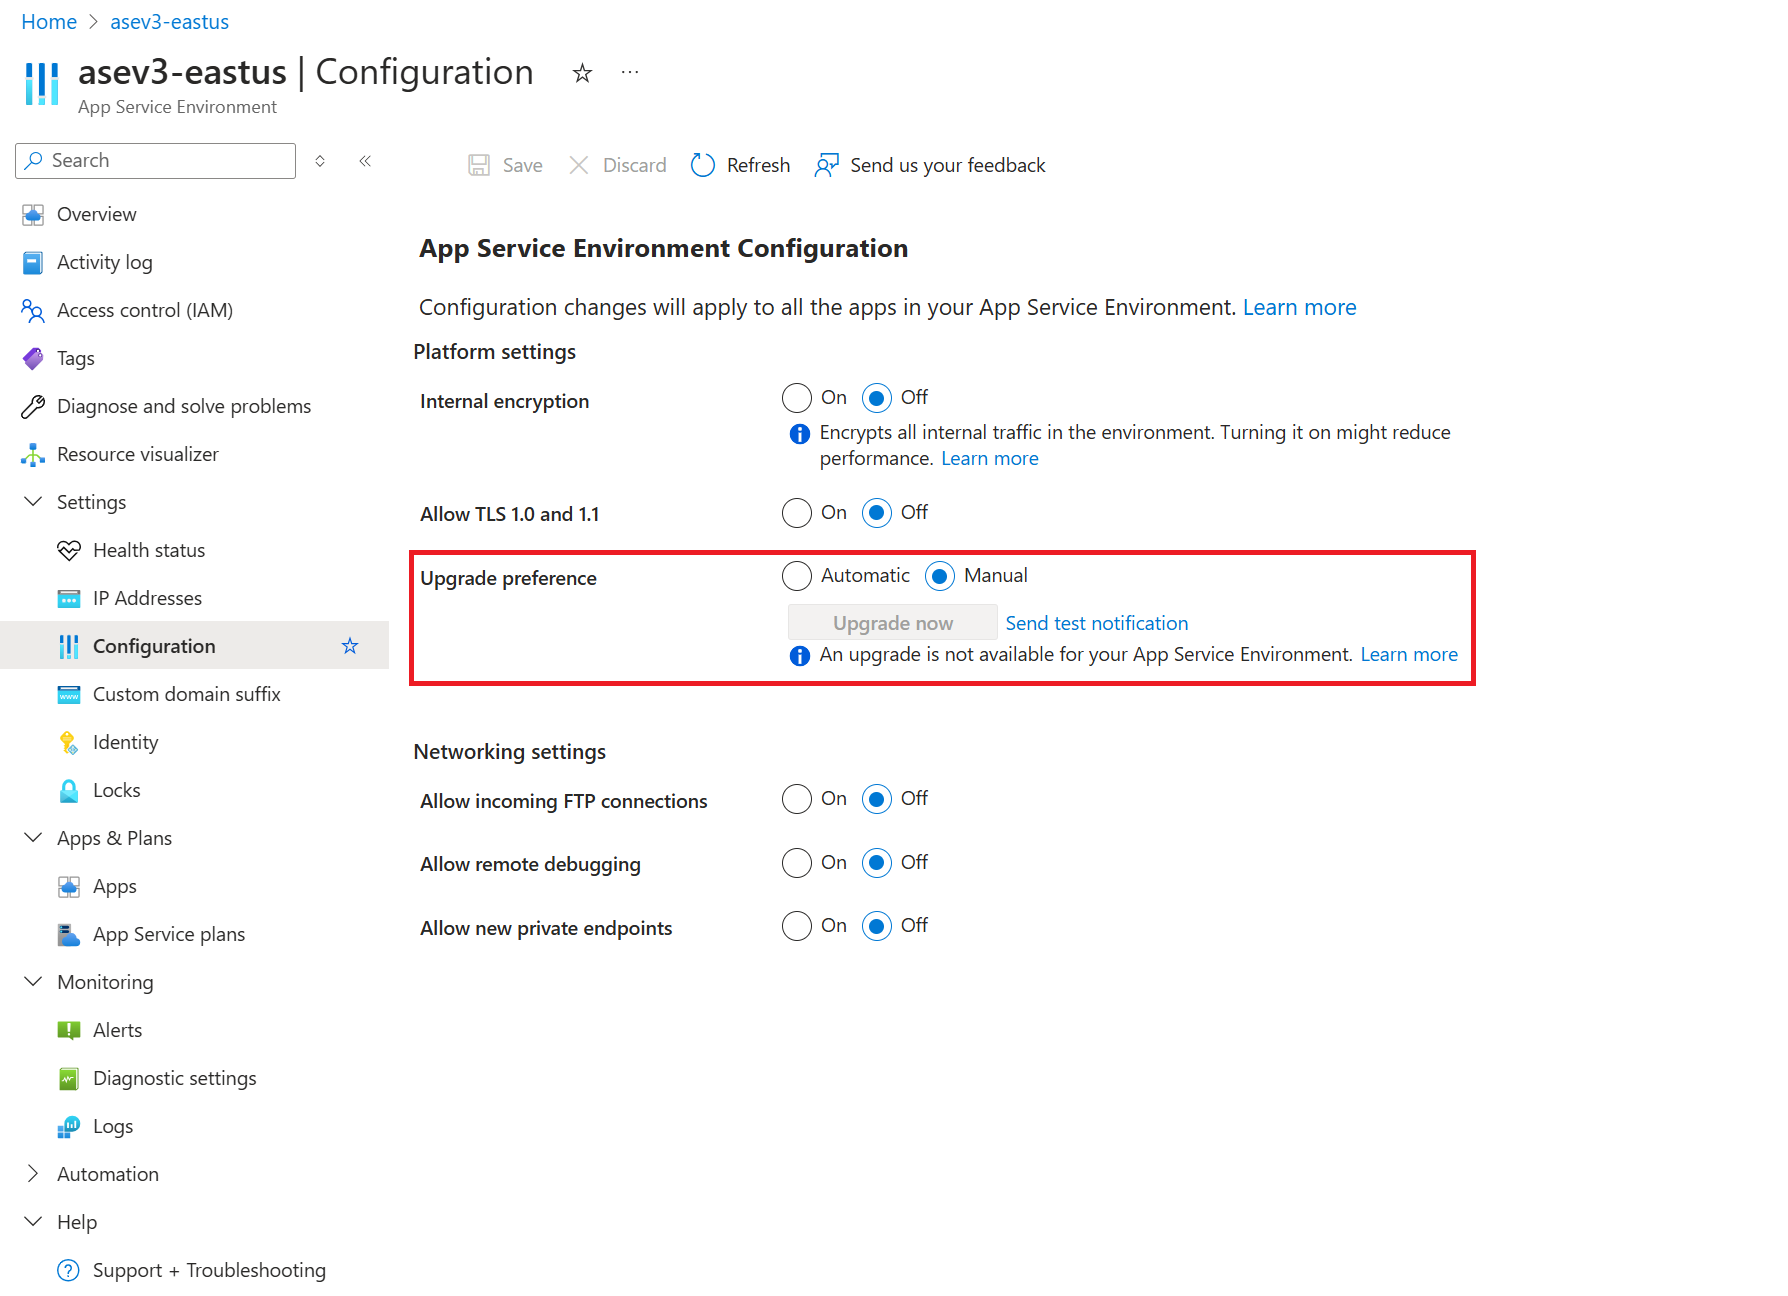 Home > asev3-eastus
asev3-eastus | Configuration
App Service Environment
Search
Save Discard Refresh Send us your feedback
Overview
Activity log
Access control (IAM)
Tags
Diagnose and solve problems
Resource visualizer
Settings
Health status
IP Addresses
Configuration
Custom domain suffix
Identity
Locks
Apps & Plans
Apps
App Service plans
Monitoring
Alerts
Diagnostic settings
Logs
Automation
Help
Support + Troubleshooting
App Service Environment Configuration
Configuration changes will apply to all the apps in your App Service Environment. Learn more
Platform settings
Internal encryption On Off
Encrypts all internal traffic in the environment. Turning it on might reduce
performance. Learn more
Allow TLS 1.0 and 1.1 On Off
Upgrade preference Automatic Manual
Upgrade now Send test notification
An upgrade is not available for your App Service Environment. Learn more
Networking settings
Allow incoming FTP connections On Off
Allow remote debugging On Off
Allow new private endpoints On Off